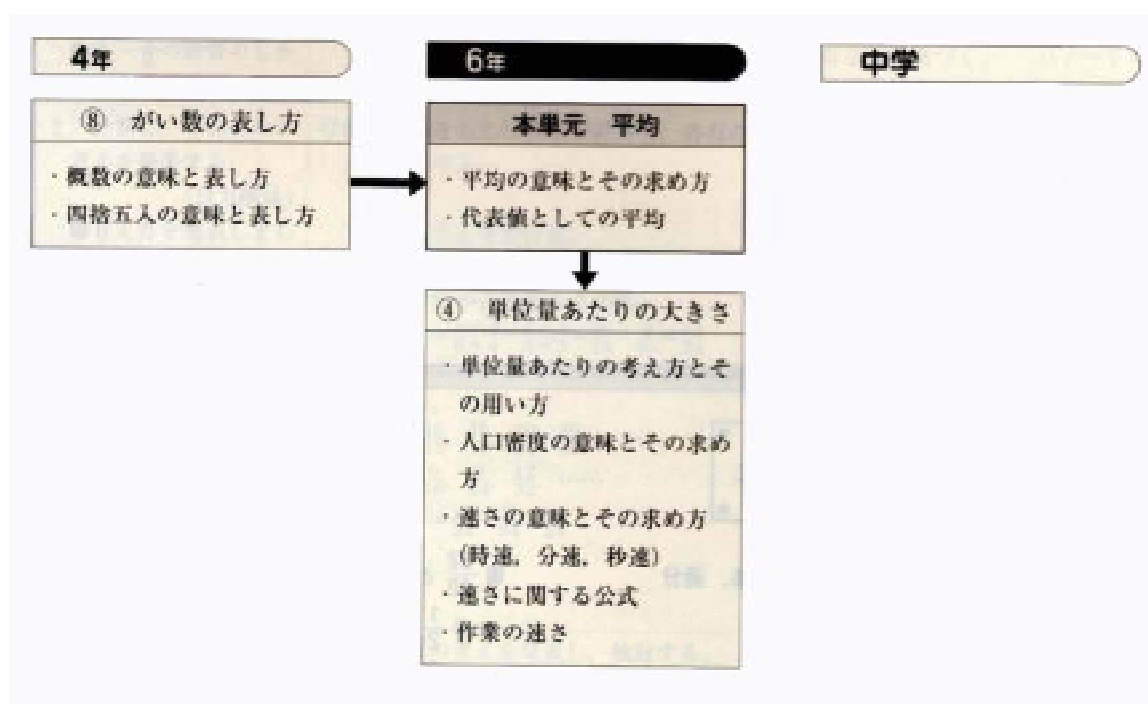 4年
⑧ がい数の表し方
・概数の意味と表し方
・四捨五入の意味と表し方
6年
本単元 平均
・平均の意味とその求め方
・代表値としての平均
④ 単位量あたりの大きさ
・単位量あたりの考え方とそ
の用い方
・人口密度の意味とその求め
方
・速さの意味とその求め方
(時速, 分速, 秒速)
・速さに関する公式
・作業の速さ
中学